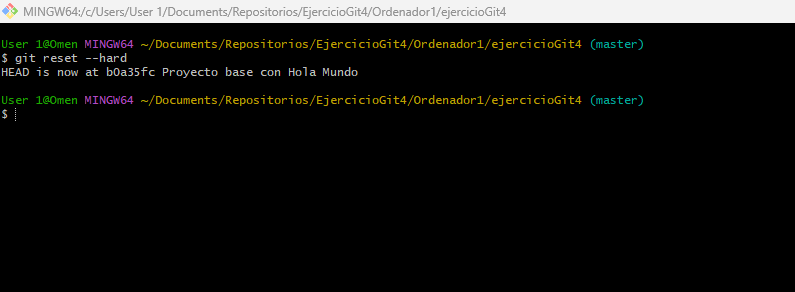 MINGW64:/c/Users/User 1/Documents/Repositorios/EjercicioGit4/Ordenador1/ejercicioGit4
User 1@Omen MINGW64 ~/Documents/Repositorios/EjercicioGit4/Ordenador1/ejercicioGit4 (master)
$ git reset --hard
HEAD is now at b0a35fc Proyecto base con Hola Mundo
User 1@Omen MINGW64 ~/Documents/Repositorios/EjercicioGit4/Ordenador1/ejercicioGit4 (master)
$